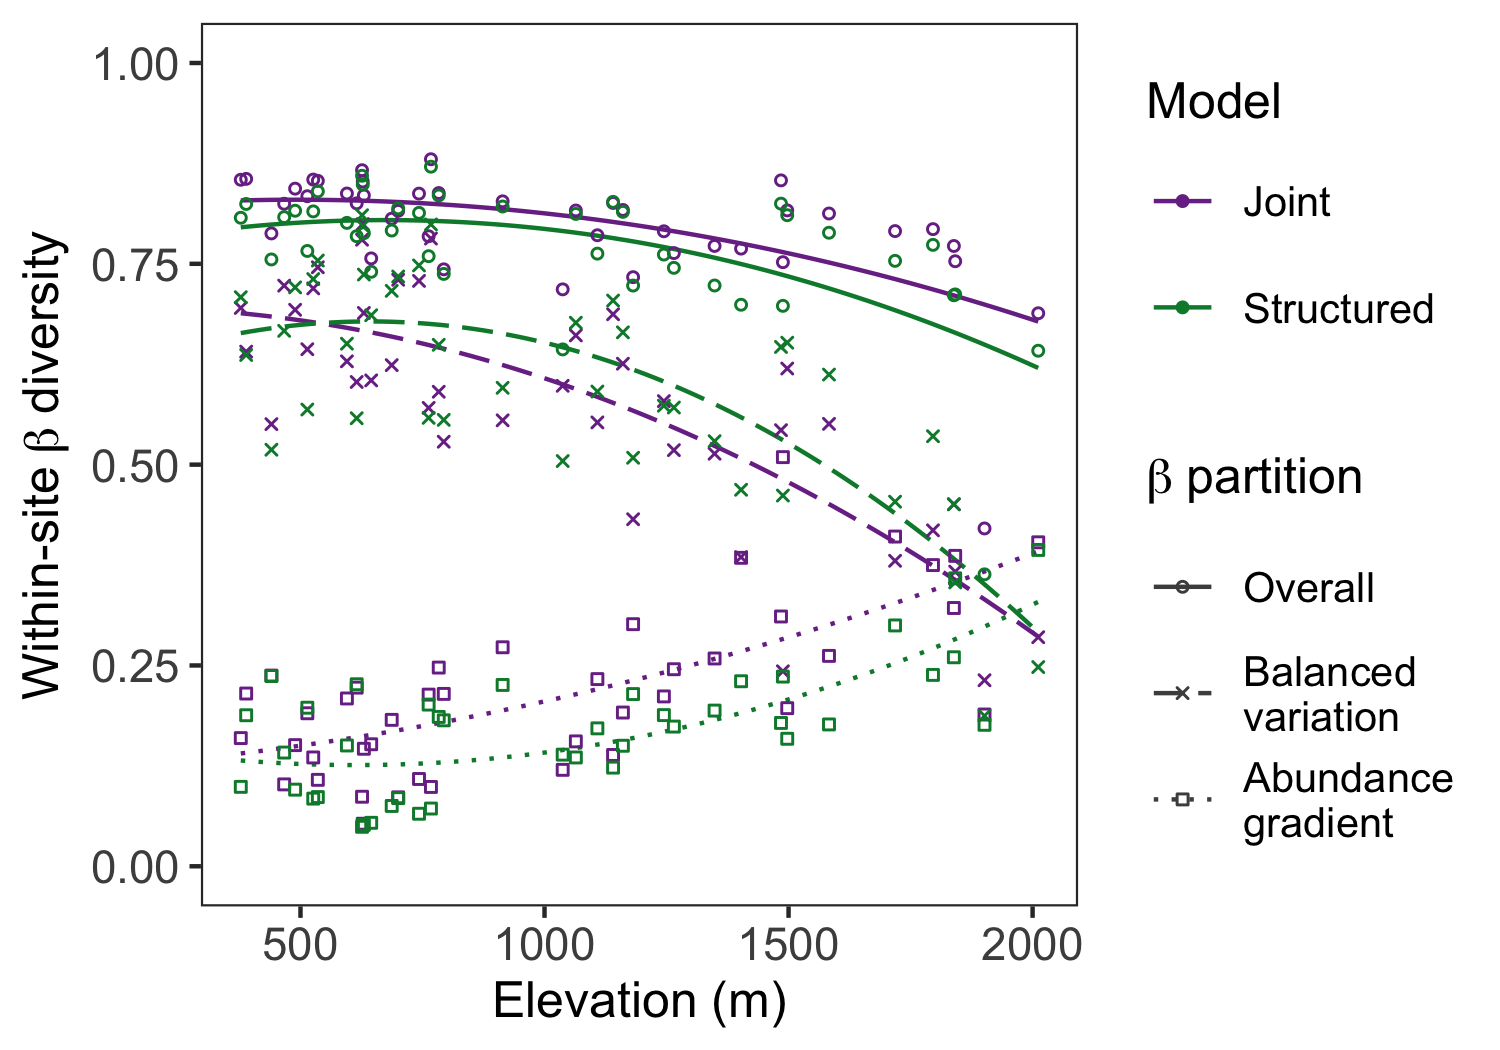 1.00
0.75
0.50
0.25
0.00
Within-site β diversity
500 1000 1500 2000
Elevation (m)
Model
Joint
Structured
β partition
Overall
Balanced
variation
Abundance
gradient